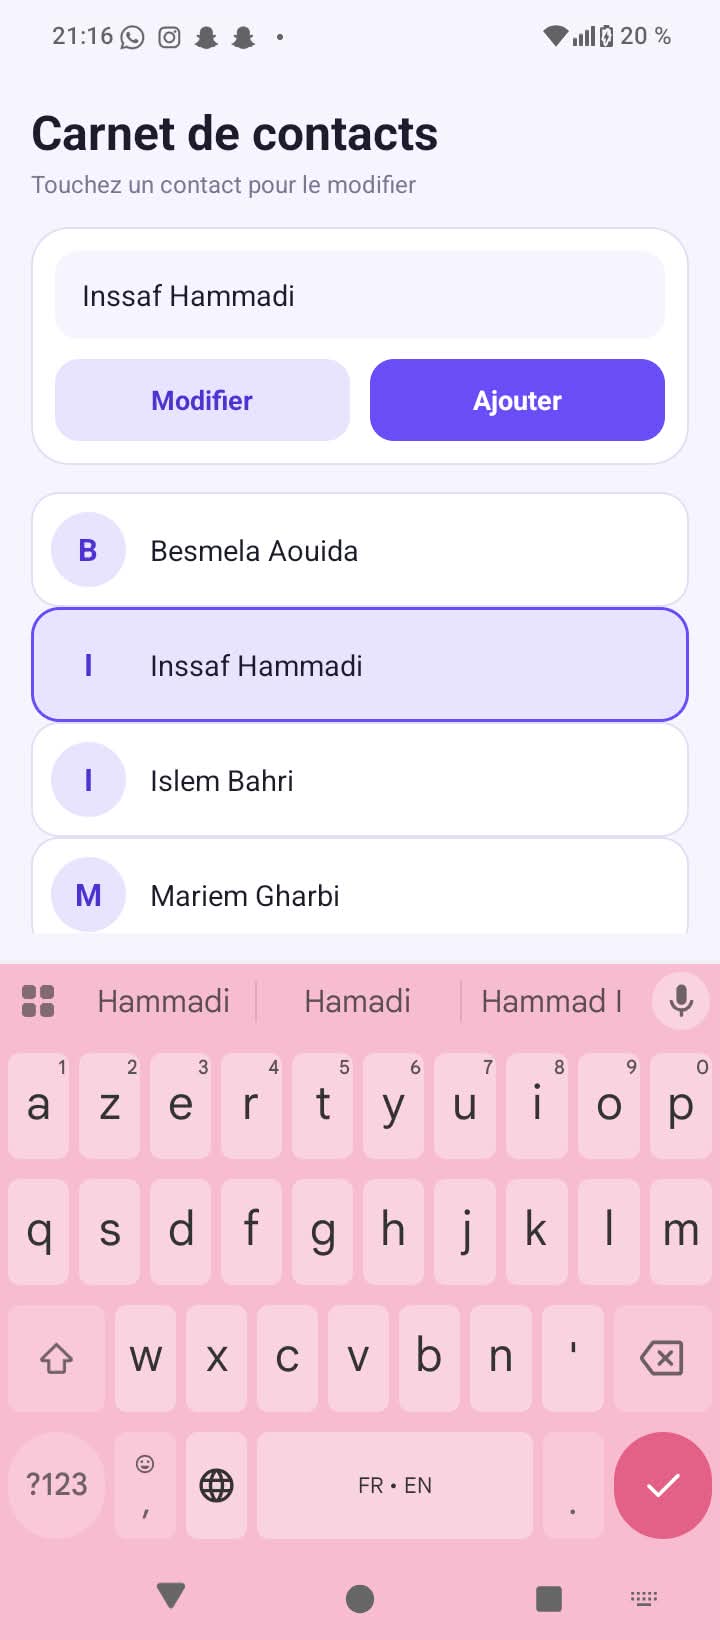 21:16 20 %
Carnet de contacts
Touchez un contact pour le modifier
Inssaf Hammadi
Modifier Ajouter
B Besmela Aouida
I Inssaf Hammadi
I Islem Bahri
M Mariem Gharbi
Hammadi Hamadi Hammad I
1 2 3 4 5 6 7 8 9 0
a z e r t y u i o p
q s d f g h j k l m
w x c v b n '
?123 , FR • EN .